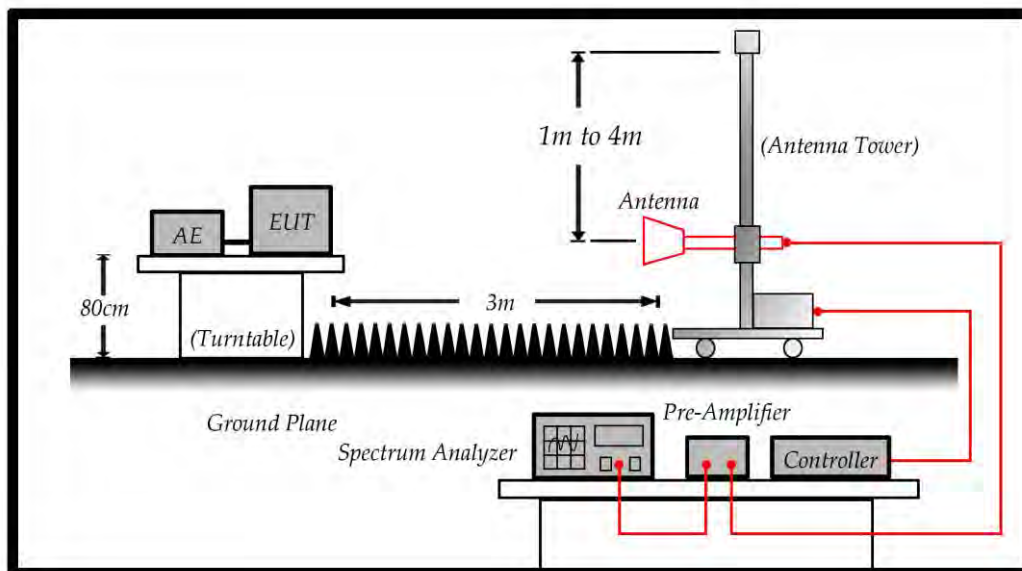 1m to 4m
(Antenna Tower)
Antenna
AE
EUT
80cm
3m
(Turntable)
Ground Plane
Pre-Amplifier
Spectrum Analyzer
Controller